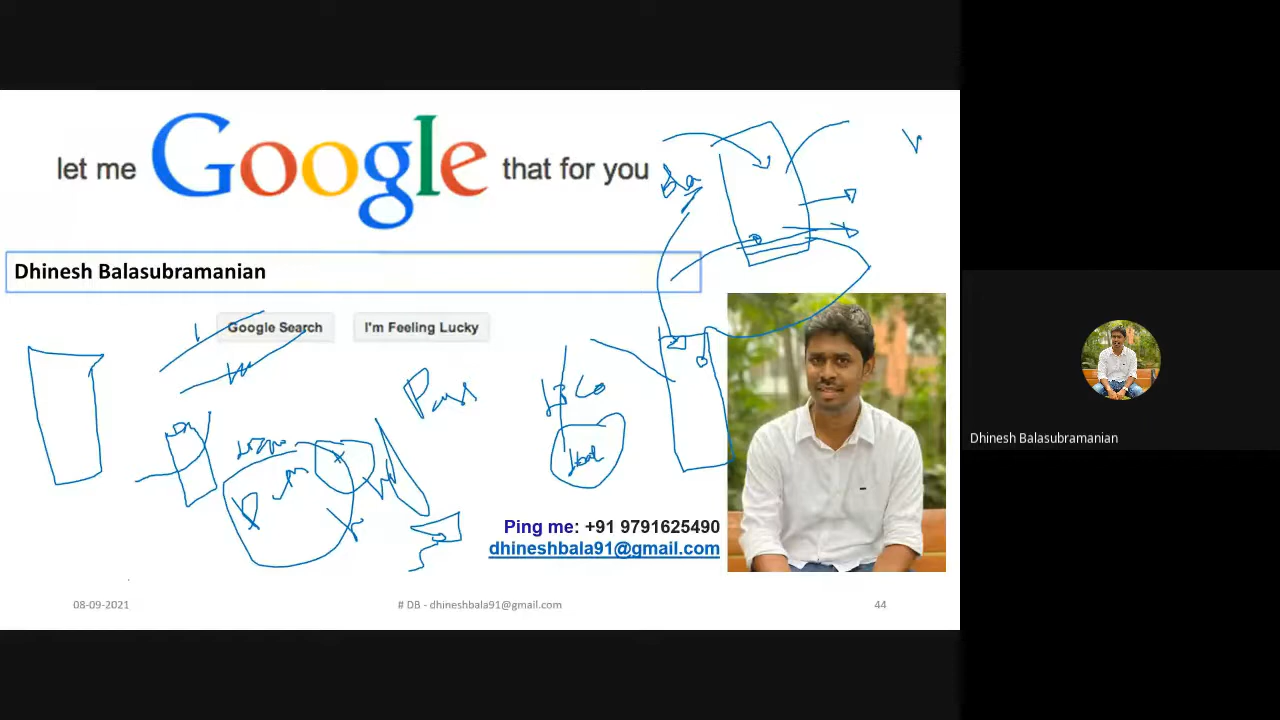 let me Google that for you
Dhinesh Balasubramanian
Google Search I'm Feeling Lucky
Ping me: +91 9791625490
dhineshbala91@gmail.com
08-09-2021 # DB - dhineshbala91@gmail.com 44
Dhinesh Balasubramanian